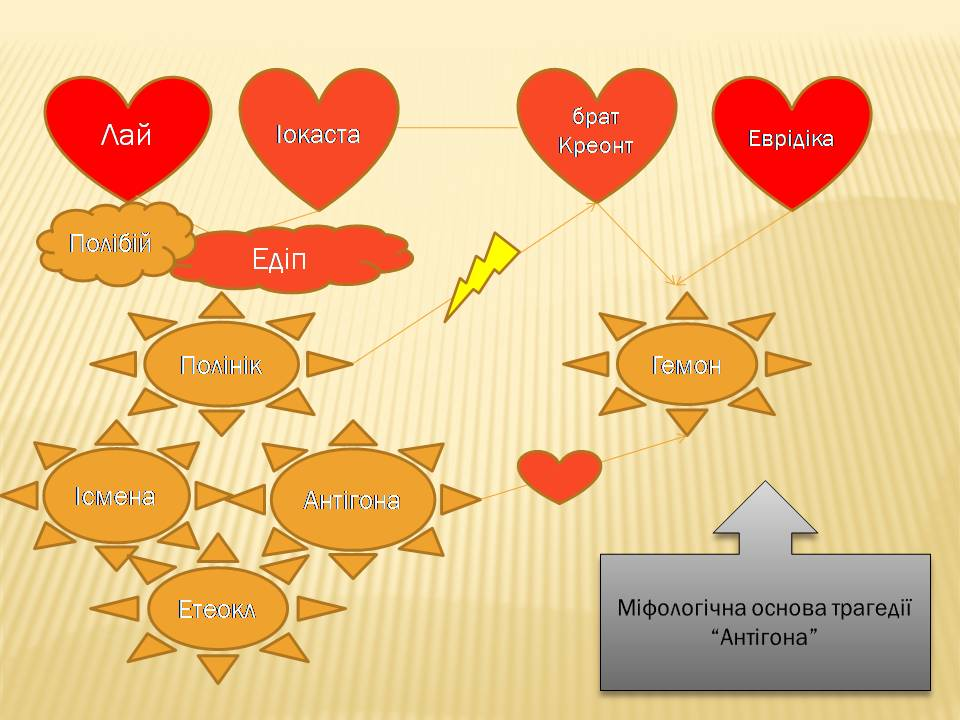 Лай
Іокаста
брат
Креонт
Еврідіка
Полібій
Едіп
Полінік
Гемон
Ісмена
Антігона
Етеокл
Міфологічна основа трагедії
“Антігона”